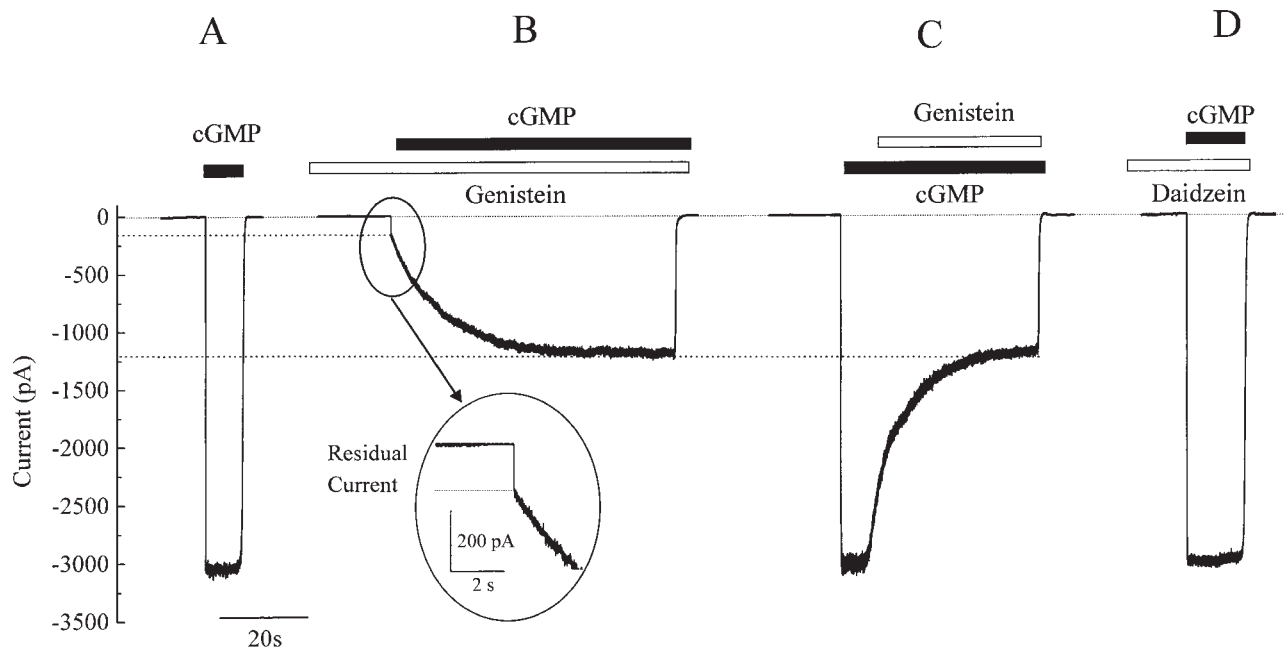 A
B
C
D
cGMP
cGMP
Genistein
cGMP
Genistein
cGMP
Daidzein
0
-500
-1000
-1500
-2000
-2500
-3000
-3500
Current (pA)
Residual
Current
200 pA
2 s
20s